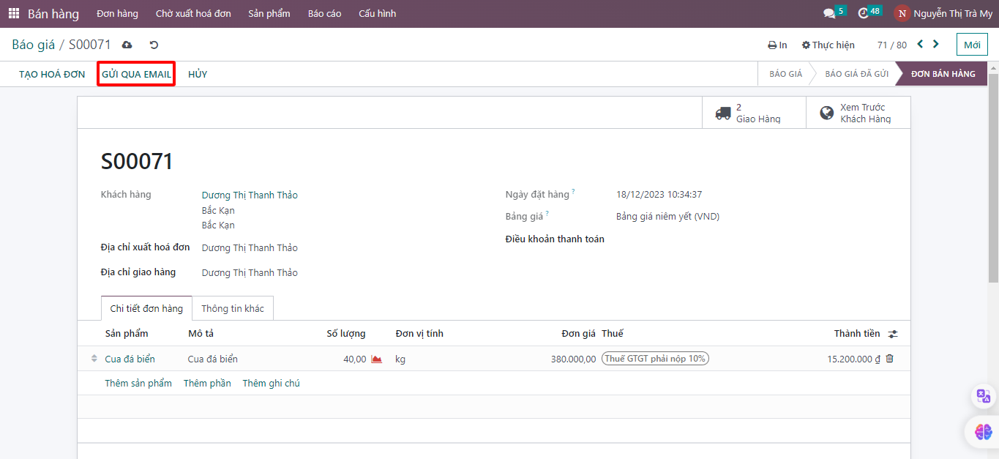 Bán hàng Đơn hàng Chờ xuất hoá đơn Sản phẩm Báo cáo Cấu hình 5 48 N Nguyễn Thị Trà My
Báo giá / S00071 In Thực hiện 71 / 80 Mới
TẠO HOÁ ĐƠN GỬI QUA EMAIL HỦY BÁO GIÁ BÁO GIÁ ĐÃ GỬI ĐƠN BÁN HÀNG
2 Giao Hàng
Xem Trước Khách Hàng
S00071
Khách hàng Dương Thị Thanh Thảo Ngày đặt hàng ? 18/12/2023 10:34:37
Bắc Kạn
Bảng giá ? Bảng giá niêm yết (VND)
Bắc Kạn
Điều khoản thanh toán
Địa chỉ xuất hoá đơn Dương Thị Thanh Thảo
Địa chỉ giao hàng Dương Thị Thanh Thảo
Chi tiết đơn hàng Thông tin khác
Sản phẩm Mô tả Số lượng Đơn vị tính Đơn giá Thuế Thành tiền
Cua đá biển Cua đá biển 40,00 kg 380.000,00 Thuế GTGT phải nộp 10% 15.200.000 ₫
Thêm sản phẩm Thêm phần Thêm ghi chú